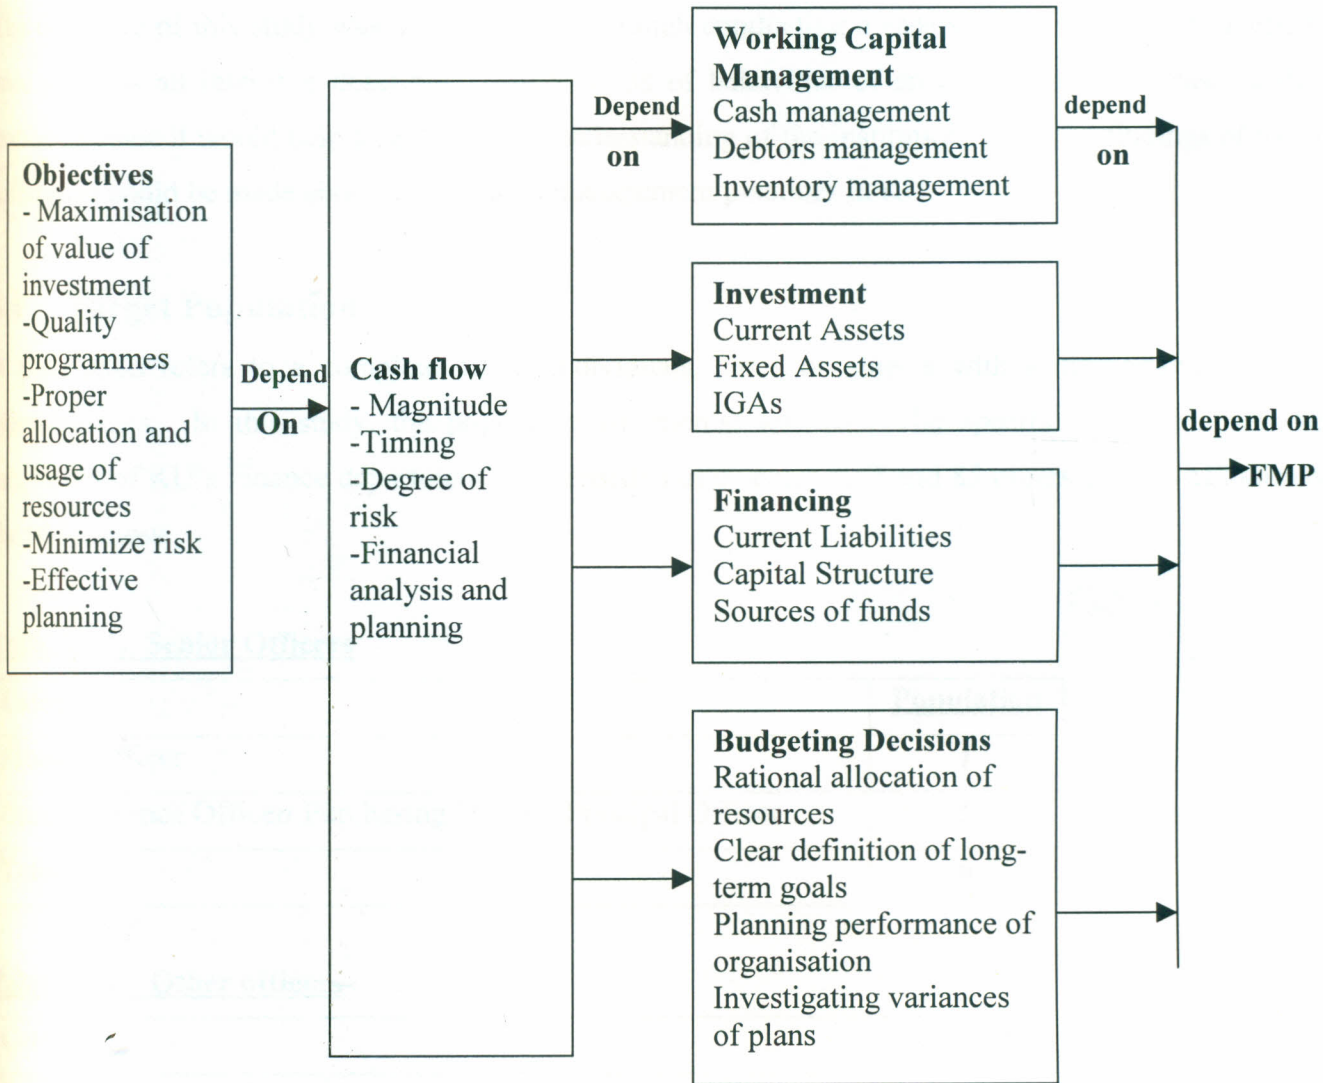 Objectives
- Maximisation
of value of
investment
-Quality
programmes
-Proper
allocation and
usage of
resources
-Minimize risk
-Effective
planning
Depend
On
Cash flow
- Magnitude
-Timing
-Degree of
risk
-Financial
analysis and
planning
Depend
on
Working Capital
Management
Cash management
Debtors management
Inventory management
depend
on
Investment
Current Assets
Fixed Assets
IGAs
Financing
Current Liabilities
Capital Structure
Sources of funds
Budgeting Decisions
Rational allocation of
resources
Clear definition of long-
term goals
Planning performance of
organisation
Investigating variances
of plans
depend on
FMP